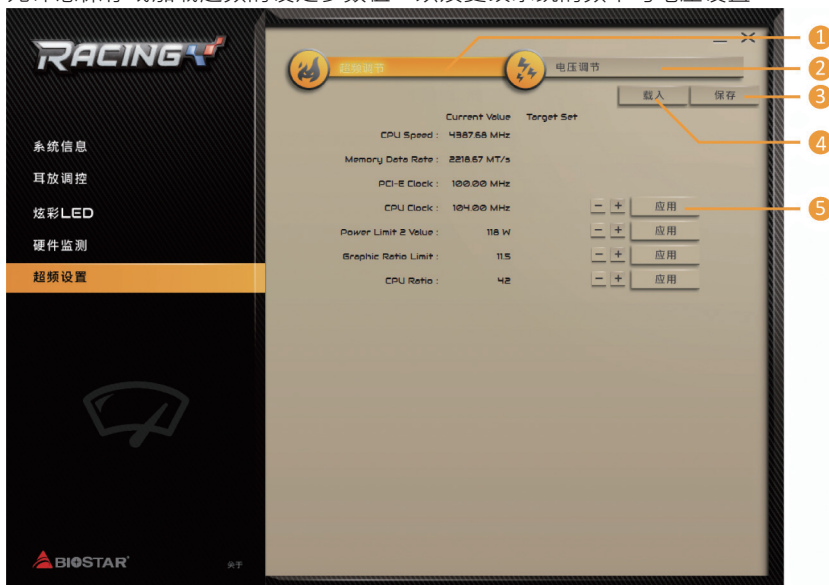 RACING
超频调节
电压调节
载入
保存
Current Value Target Set
CPU Speed : 4387.68 MHz
Memory Data Rate : 2218.67 MT/s
PCI-E Clock : 100.00 MHz
CPU Clock : 104.00 MHz - + 应用
Power Limit 2 Value : 118 W - + 应用
Graphic Ratio Limit : 11.5 - + 应用
CPU Ratio : 42 - + 应用
系统信息
耳放调控
炫彩LED
硬件监测
超频设置
BIOSTAR
关于
1
2
3
4
5